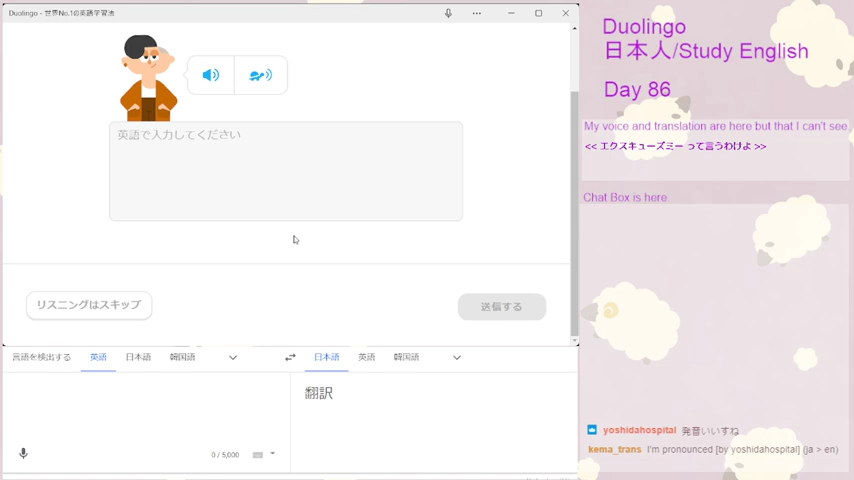 Duolingo - 世界No.1の英語学習法
英語で入力してください
リスニングはスキップ
送信する
言語を検出する 英語 日本語 韓国語
日本語 英語 韓国語
翻訳
0 / 5,000
Duolingo
日本人/Study English
Day 86
My voice and translation are here but that I can't see
<< エクスキューズミー って言うわけよ >>
Chat Box is here
yoshidahospital 発音いいすね
kema_trans I'm pronounced [by yoshidahospital] (ja > en)